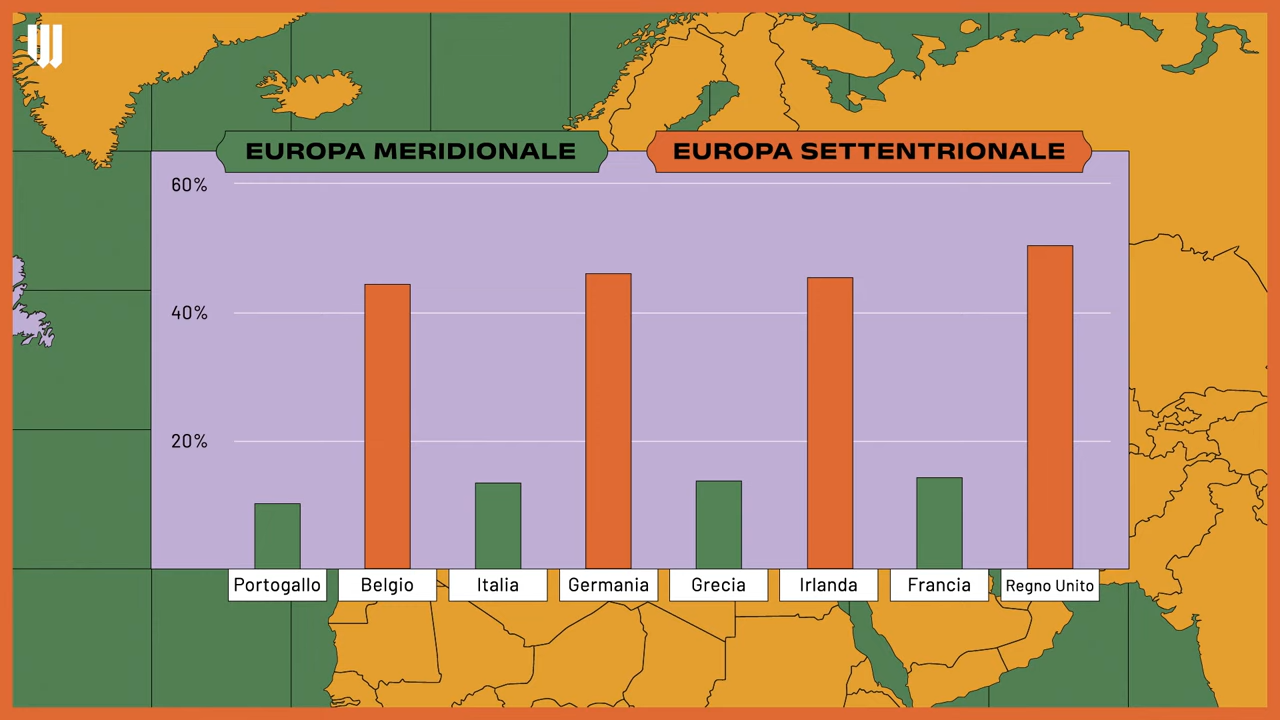 EUROPA MERIDIONALE
EUROPA SETTENTRIONALE
60%
40%
20%
Portogallo
Belgio
Italia
Germania
Grecia
Irlanda
Francia
Regno Unito